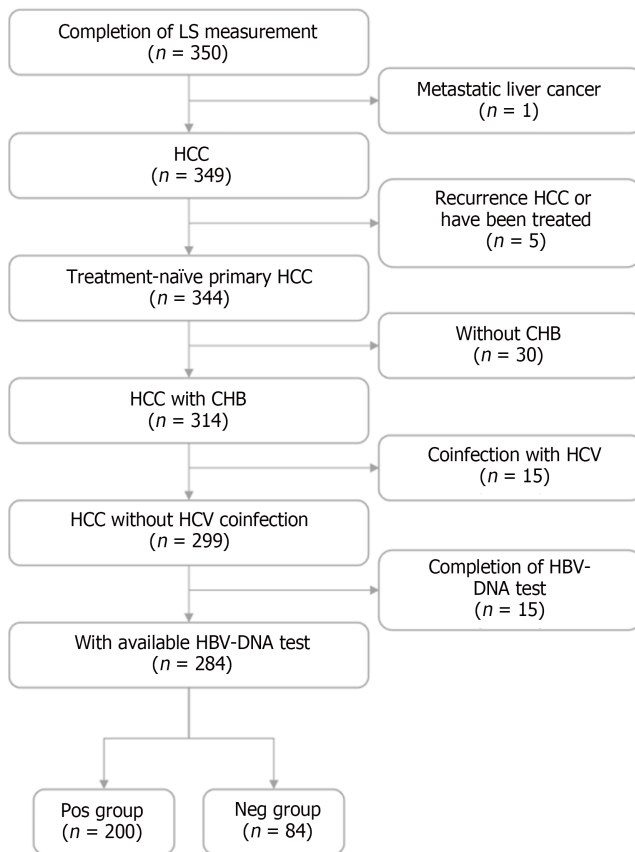 Completion of LS measurement
(n = 350)
Metastatic liver cancer
(n = 1)
HCC
(n = 349)
Recurrence HCC or
have been treated
(n = 5)
Treatment-naïve primary HCC
(n = 344)
Without CHB
(n = 30)
HCC with CHB
(n = 314)
Coinfection with HCV
(n = 15)
HCC without HCV coinfection
(n = 299)
Completion of HBV-
DNA test
(n = 15)
With available HBV-DNA test
(n = 284)
Pos group
(n = 200)
Neg group
(n = 84)